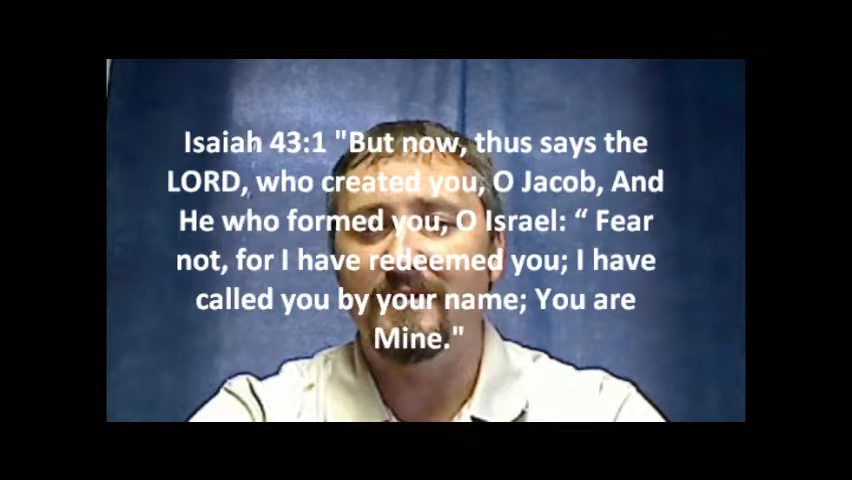 Isaiah 43:1 "But now, thus says the
LORD, who created you, O Jacob, And
He who formed you, O Israel: “ Fear
not, for I have redeemed you; I have
called you by your name; You are
Mine."